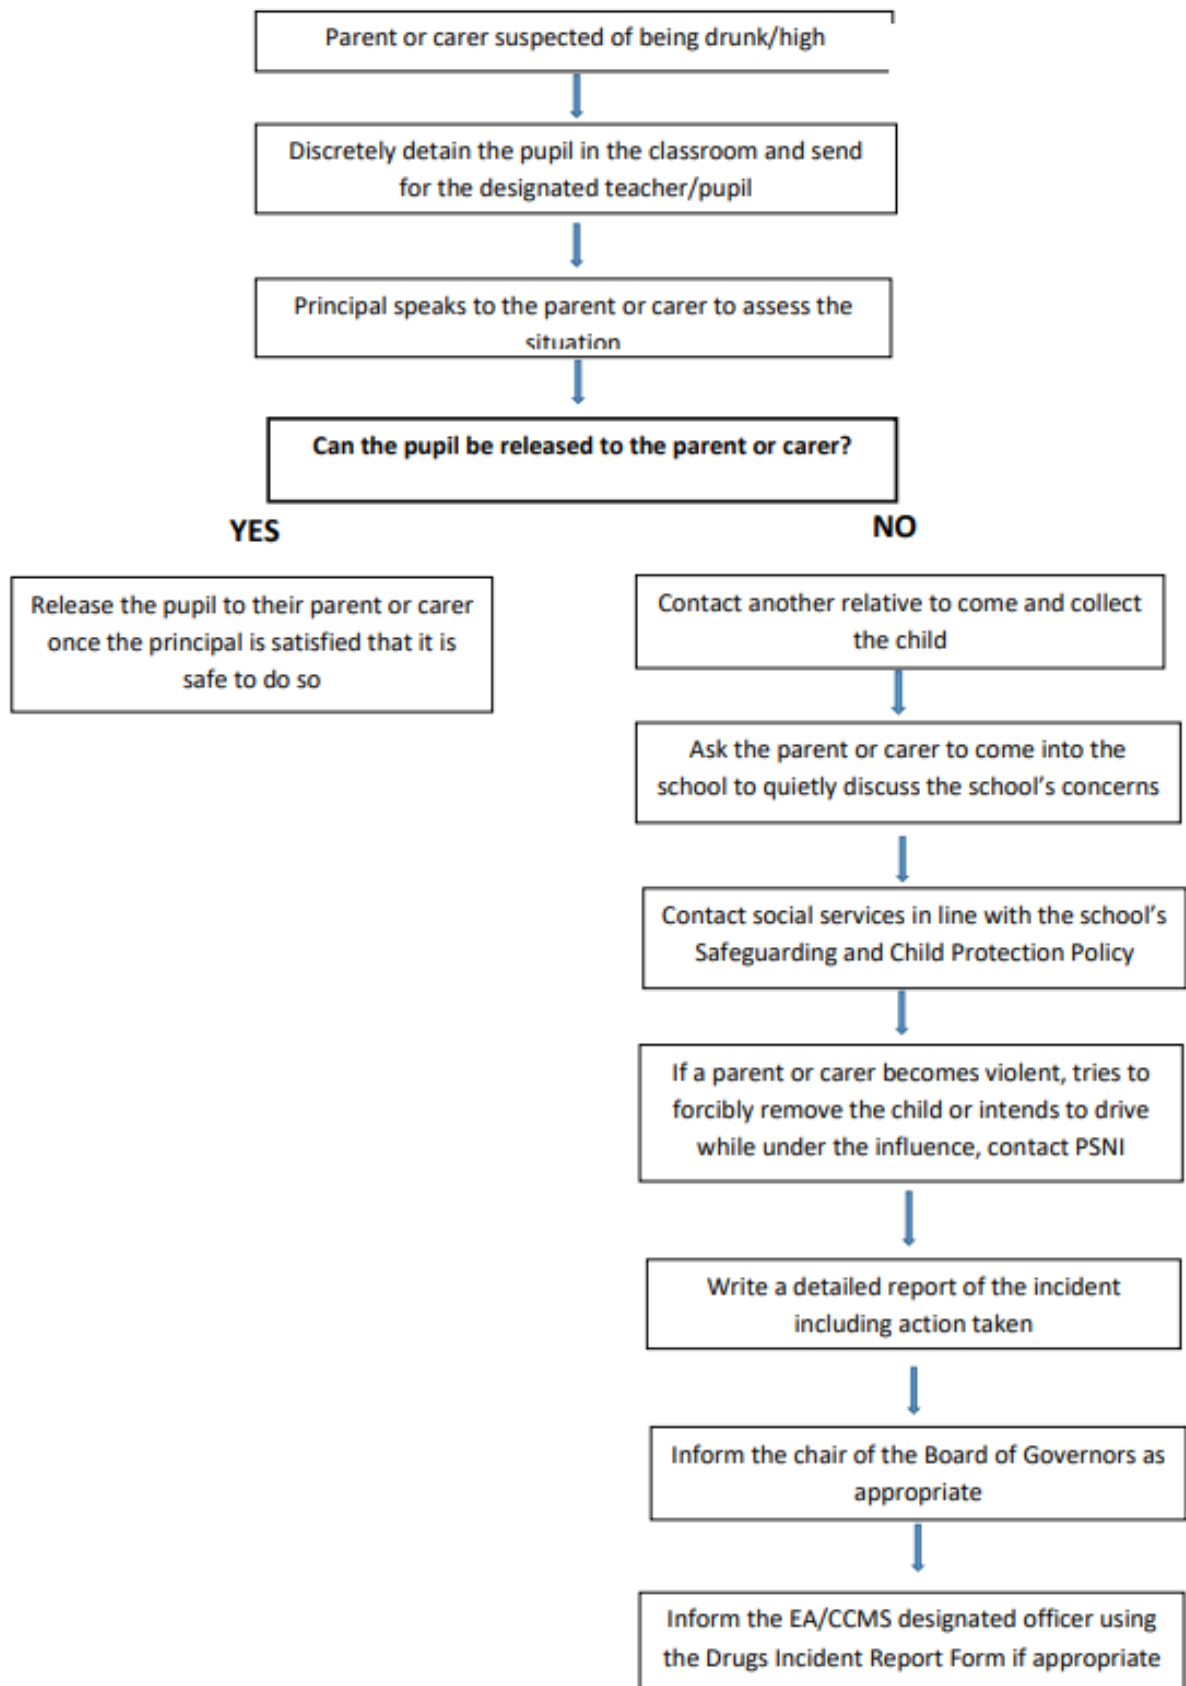 Parent or carer suspected of being drunk/high
Discretely detain the pupil in the classroom and send
for the designated teacher/pupil
Principal speaks to the parent or carer to assess the
situation
Can the pupil be released to the parent or carer?
YES
Release the pupil to their parent or carer
once the principal is satisfied that it is
safe to do so
NO
Contact another relative to come and collect
the child
Ask the parent or carer to come into the
school to quietly discuss the school’s concerns
Contact social services in line with the school’s
Safeguarding and Child Protection Policy
If a parent or carer becomes violent, tries to
forcibly remove the child or intends to drive
while under the influence, contact PSNI
Write a detailed report of the incident
including action taken
Inform the chair of the Board of Governors as
appropriate
Inform the EA/CCMS designated officer using
the Drugs Incident Report Form if appropriate